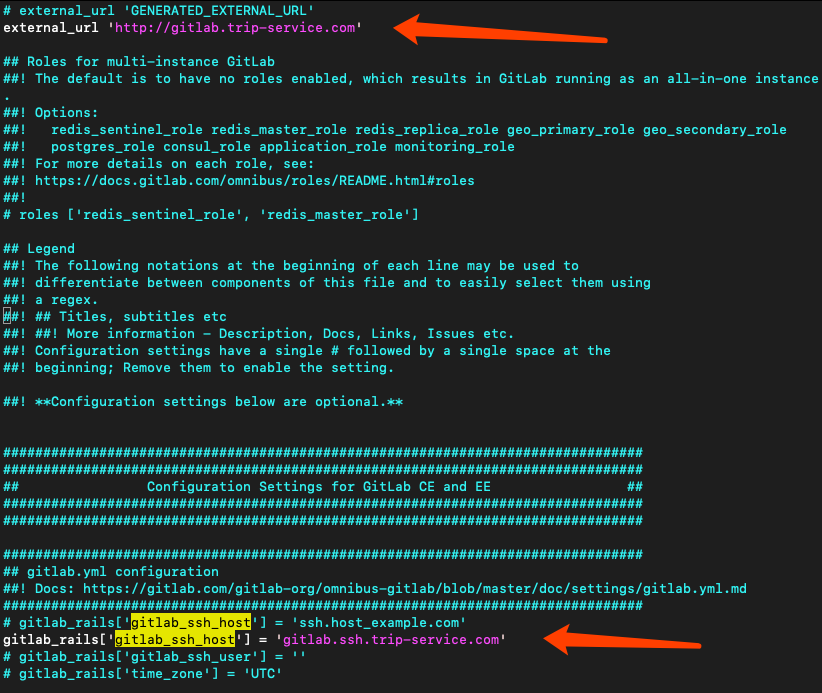 # external_url 'GENERATED_EXTERNAL_URL'
external_url 'http://gitlab.trip-service.com'
## Roles for multi-instance GitLab
##! The default is to have no roles enabled, which results in GitLab running as an all-in-one instance
.
##! Options:
##!   redis_sentinel_role redis_master_role redis_replica_role geo_primary_role geo_secondary_role
##!   postgres_role consul_role application_role monitoring_role
##! For more details on each role, see:
##! https://docs.gitlab.com/omnibus/roles/README.html#roles
##!
# roles ['redis_sentinel_role', 'redis_master_role']
## Legend
##! The following notations at the beginning of each line may be used to
##! differentiate between components of this file and to easily select them using
##! a regex.
##! ## Titles, subtitles etc
##! ##! More information – Description, Docs, Links, Issues etc.
##! Configuration settings have a single # followed by a single space at the
##! beginning; Remove them to enable the setting.
##! **Configuration settings below are optional.**
################################################################################
################################################################################
##                Configuration Settings for GitLab CE and EE                 ##
################################################################################
################################################################################
################################################################################
## gitlab.yml configuration
##! Docs: https://gitlab.com/gitlab-org/omnibus-gitlab/blob/master/doc/settings/gitlab.yml.md
################################################################################
# gitlab_rails['gitlab_ssh_host'] = 'ssh.host_example.com'
gitlab_rails['gitlab_ssh_host'] = 'gitlab.ssh.trip-service.com'
# gitlab_rails['gitlab_ssh_user'] = ''
# gitlab_rails['time_zone'] = 'UTC'